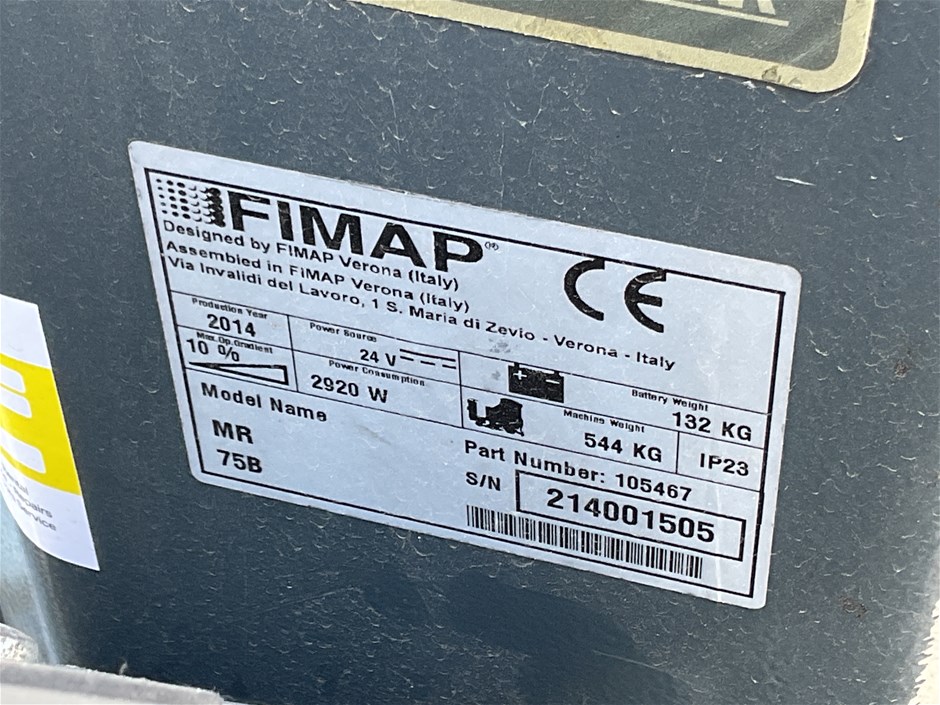 FIMAP®
CE
Designed by FIMAP Verona (Italy)
Assembled in FIMAP Verona (Italy)
Via Invalidi del Lavoro, 1 S. Maria di Zevio - Verona - Italy
Production Year
2014
Power Source
24 V
Battery Weight
132 KG
Max.Op.Gradient
10 %
Power Consumption
2920 W
Machine Weight
544 KG
IP23
Model Name
MR
75B
Part Number: 105467
S/N
214001505